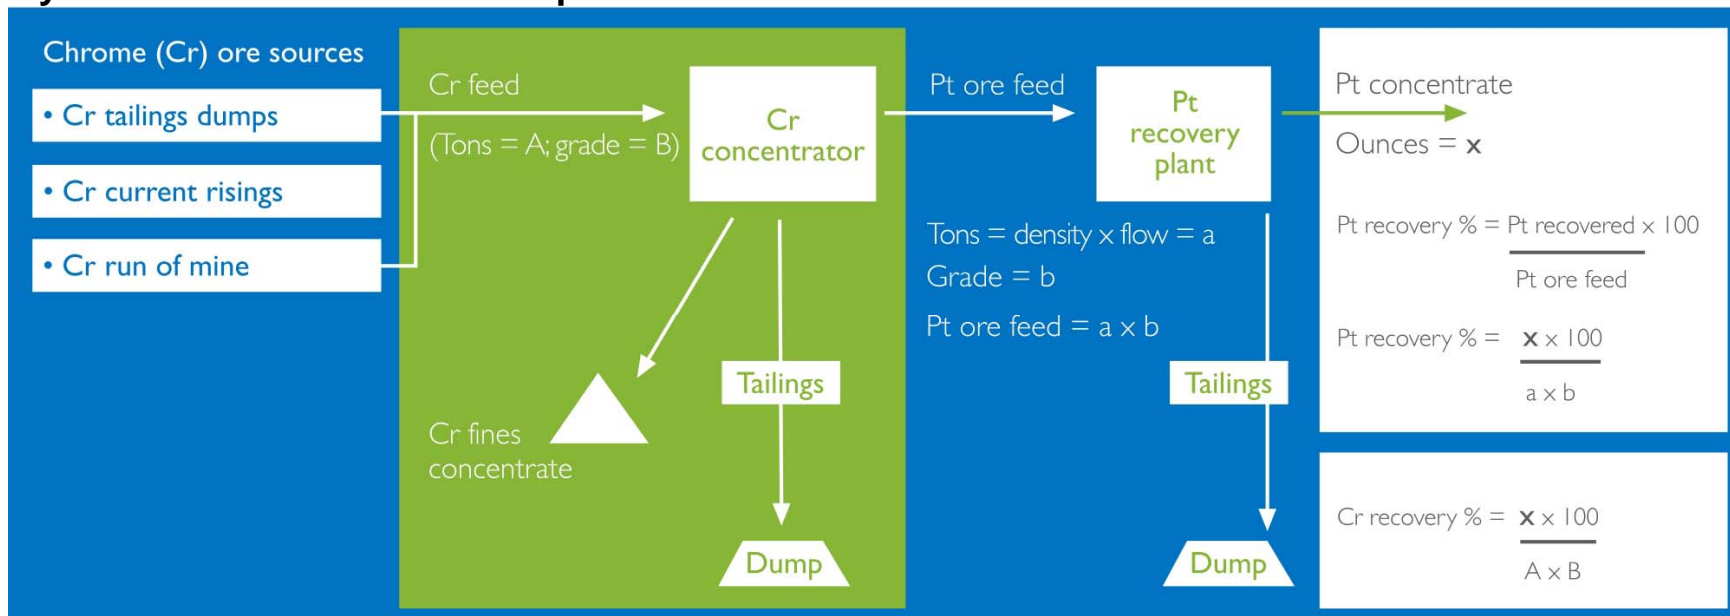 Chrome (Cr) ore sources
• Cr tailings dumps
• Cr current risings
• Cr run of mine
Cr feed
(Tons = A; grade = B)
Cr
concentrator
Cr fines
concentrate
Tailings
Dump
Pt ore feed
Pt
recovery
plant
Tons = density x flow = a
Grade = b
Pt ore feed = a x b
Tailings
Dump
Pt concentrate
Ounces = x
Pt recovery % = Pt recovered x 100
Pt ore feed
Pt recovery % = x x 100
a x b
Cr recovery % = x x 100
A x B